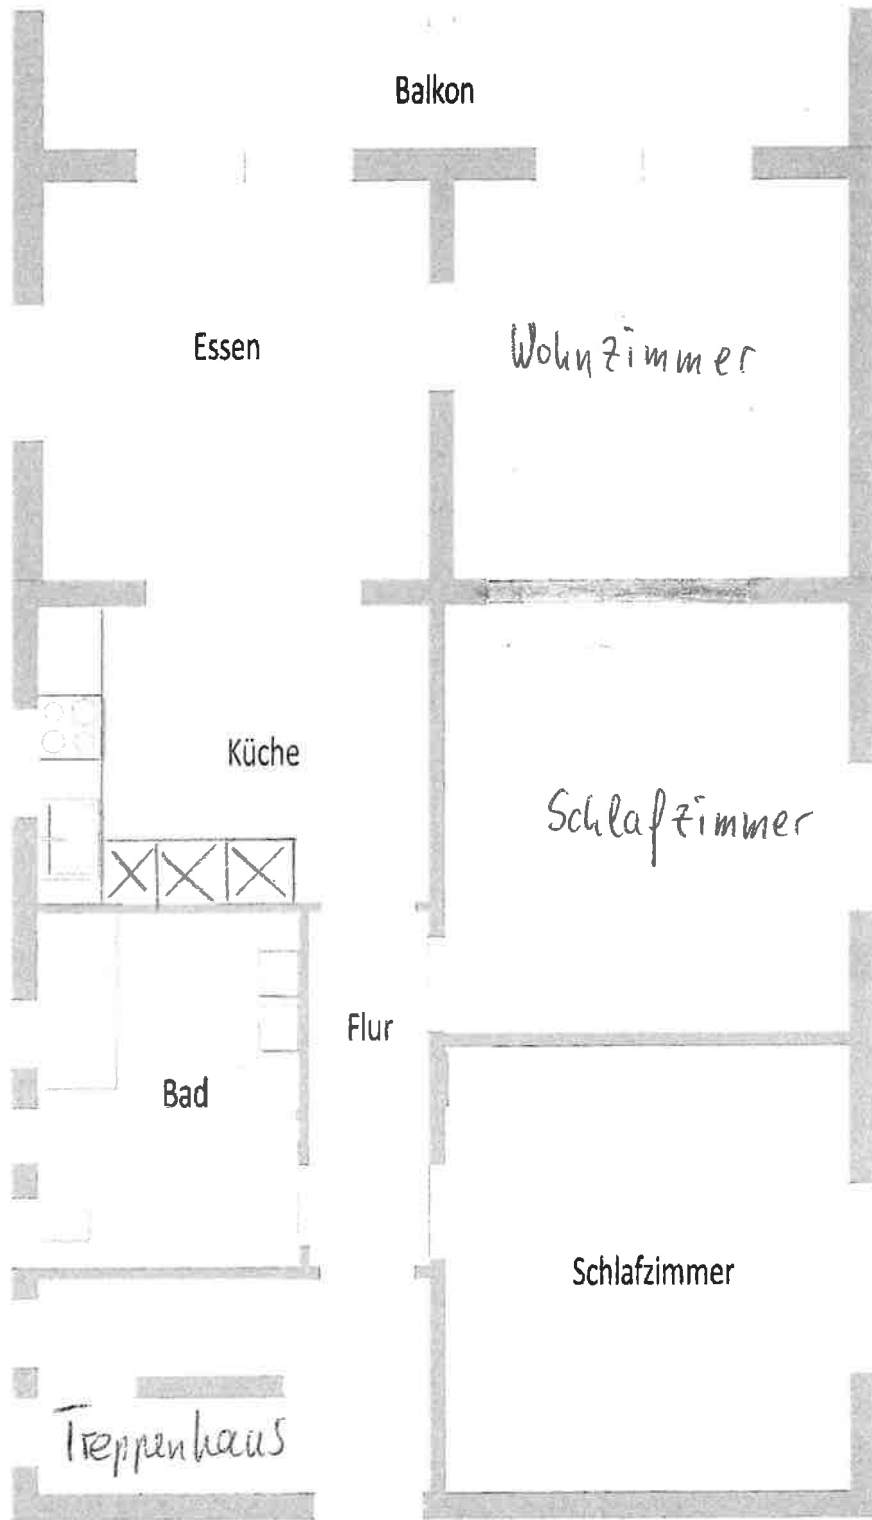 Balkon
Essen
Wohnzimmer
Küche
Schlafzimmer
Flur
Bad
Schlafzimmer
Treppenhaus